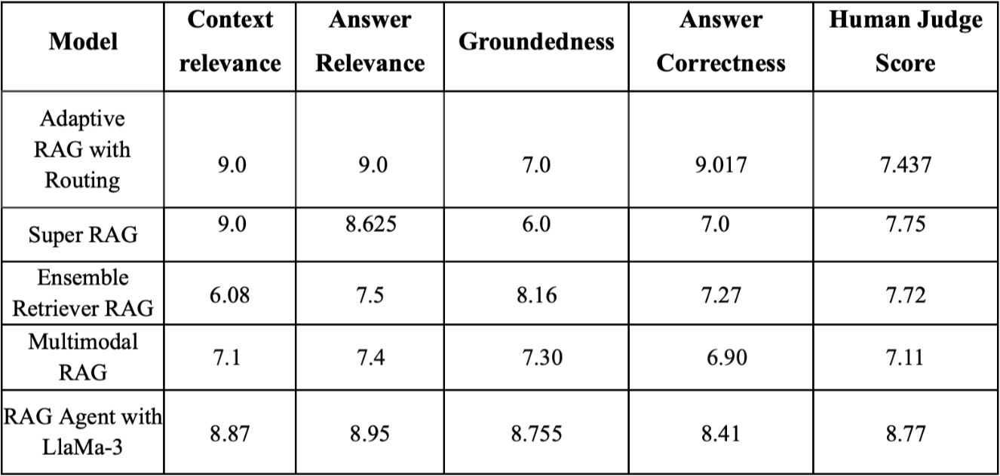 Model Context relevance Answer Relevance Groundedness Answer Correctness Human Judge Score
Adaptive RAG with Routing 9.0 9.0 7.0 9.017 7.437
Super RAG 9.0 8.625 6.0 7.0 7.75
Ensemble Retriever RAG 6.08 7.5 8.16 7.27 7.72
Multimodal RAG 7.1 7.4 7.30 6.90 7.11
RAG Agent with LlaMa-3 8.87 8.95 8.755 8.41 8.77